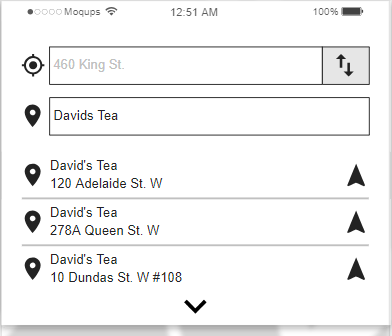 Moqups 12:51 AM 100%
460 King St.
Davids Tea
David's Tea
120 Adelaide St. W
David's Tea
278A Queen St. W
David's Tea
10 Dundas St. W #108